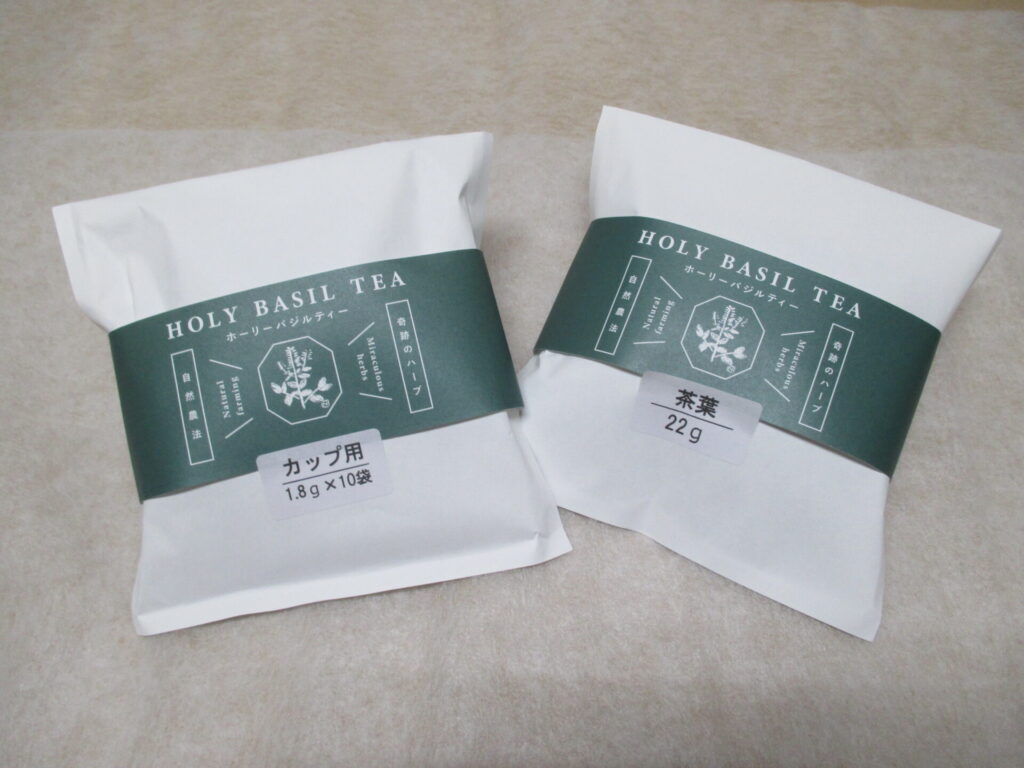 HOLY BASIL TEA
ホーリーバジルティー
自然農法
Natural
farming
Miraculous
herbs
奇跡のハーブ
カップ用
1.8g×10袋
HOLY BASIL TEA
ホーリーバジルティー
自然農法
Natural
farming
Miraculous
herbs
奇跡のハーブ
茶葉
22g